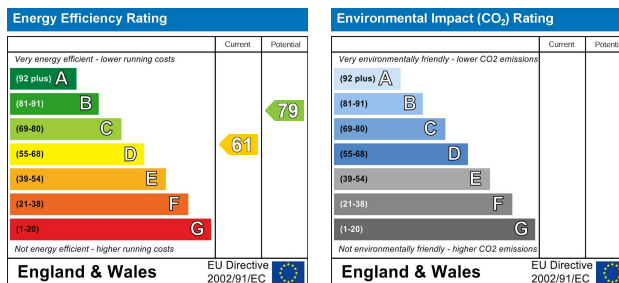 Energy Efficiency Rating
Current Potential
Very energy efficient - lower running costs
(92 plus) A
(81-91) B
(69-80) C
(55-68) D
(39-54) E
(21-38) F
(1-20) G
61
79
Not energy efficient - higher running costs
England & Wales
EU Directive
2002/91/EC
Environmental Impact (CO₂) Rating
Current Potential
Very environmentally friendly - lower CO2 emissions
(92 plus) A
(81-91) B
(69-80) C
(55-68) D
(39-54) E
(21-38) F
(1-20) G
Not environmentally friendly - higher CO2 emissions
England & Wales
EU Directive
2002/91/EC